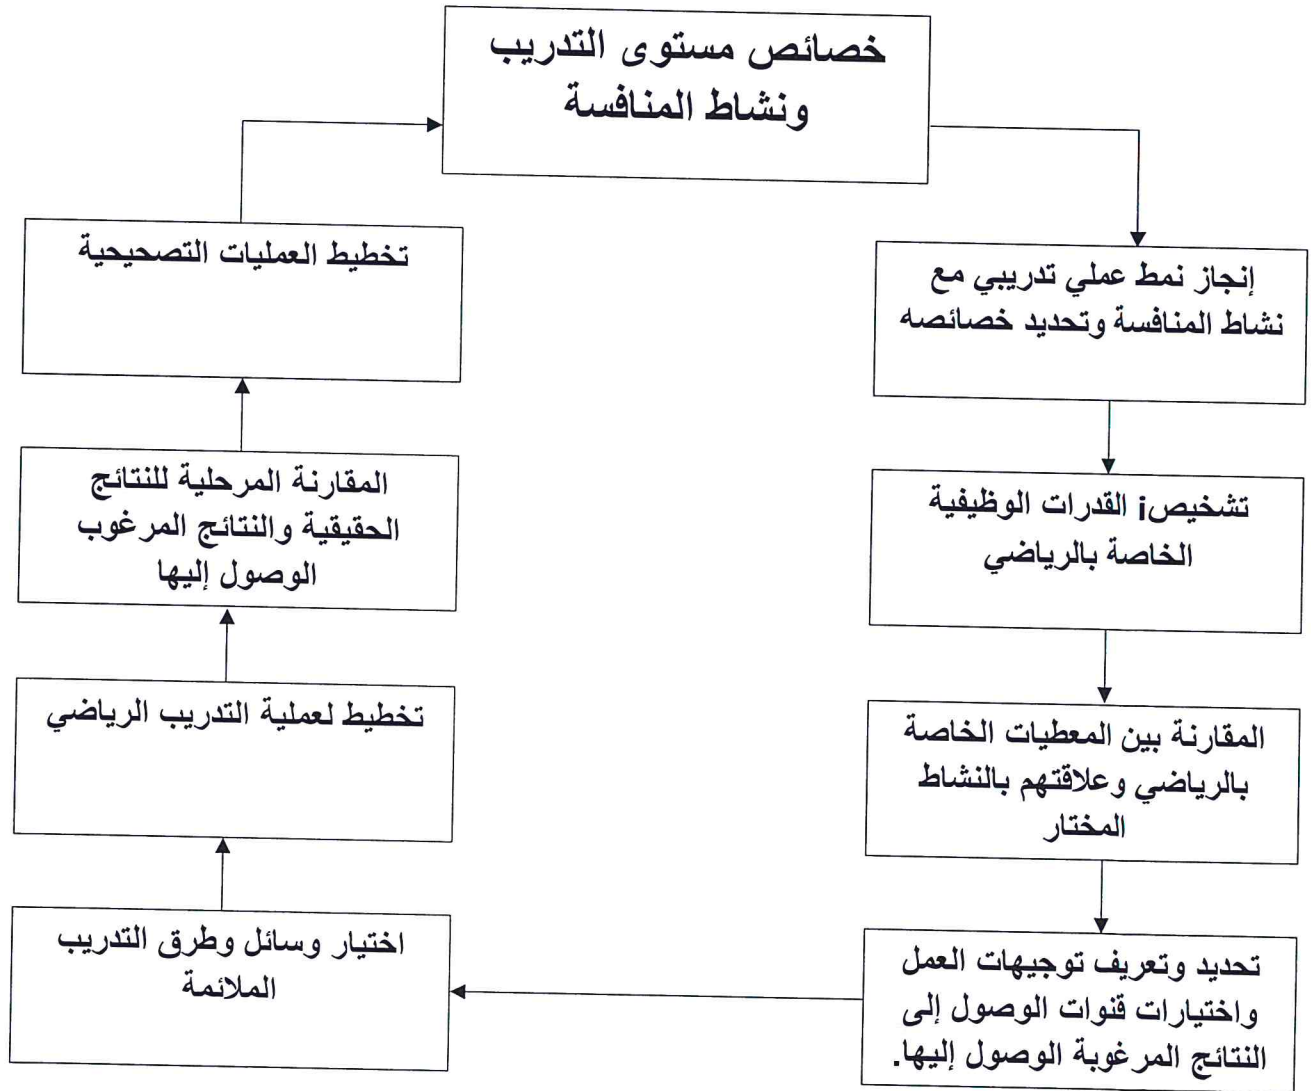 خصائص مستوى التدريب
ونشاط المنافسة
إنجاز نمط عملي تدريبي مع
نشاط المنافسة وتحديد خصائصه
تشخيصi القدرات الوظيفية
الخاصة بالرياضي
المقارنة بين المعطيات الخاصة
بالرياضي وعلاقتهم بالنشاط
المختار
تحديد وتعريف توجيهات العمل
واختيارات قنوات الوصول إلى
النتائج المرغوبة الوصول إليها.
اختيار وسائل وطرق التدريب
الملائمة
تخطيط لعملية التدريب الرياضي
المقارنة المرحلية للنتائج
الحقيقية والنتائج المرغوب
الوصول إليها
تخطيط العمليات التصحيحية